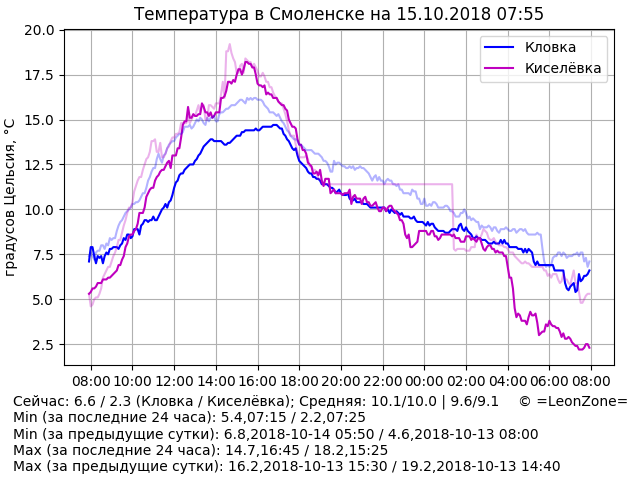 Температура в Смоленске на 15.10.2018 07:55
20.0
17.5
15.0
12.5
10.0
7.5
5.0
2.5
градусов Цельсия, °C
Кловка
Киселёвка
08:00 10:00 12:00 14:00 16:00 18:00 20:00 22:00 00:00 02:00 04:00 06:00 08:00
Сейчас: 6.6 / 2.3 (Кловка / Киселёвка); Средняя: 10.1/10.0 | 9.6/9.1 © =LeonZone=
Min (за последние 24 часа): 5.4,07:15 / 2.2,07:25
Min (за предыдущие сутки): 6.8,2018-10-14 05:50 / 4.6,2018-10-13 08:00
Max (за последние 24 часа): 14.7,16:45 / 18.2,15:25
Max (за предыдущие сутки): 16.2,2018-10-13 15:30 / 19.2,2018-10-13 14:40